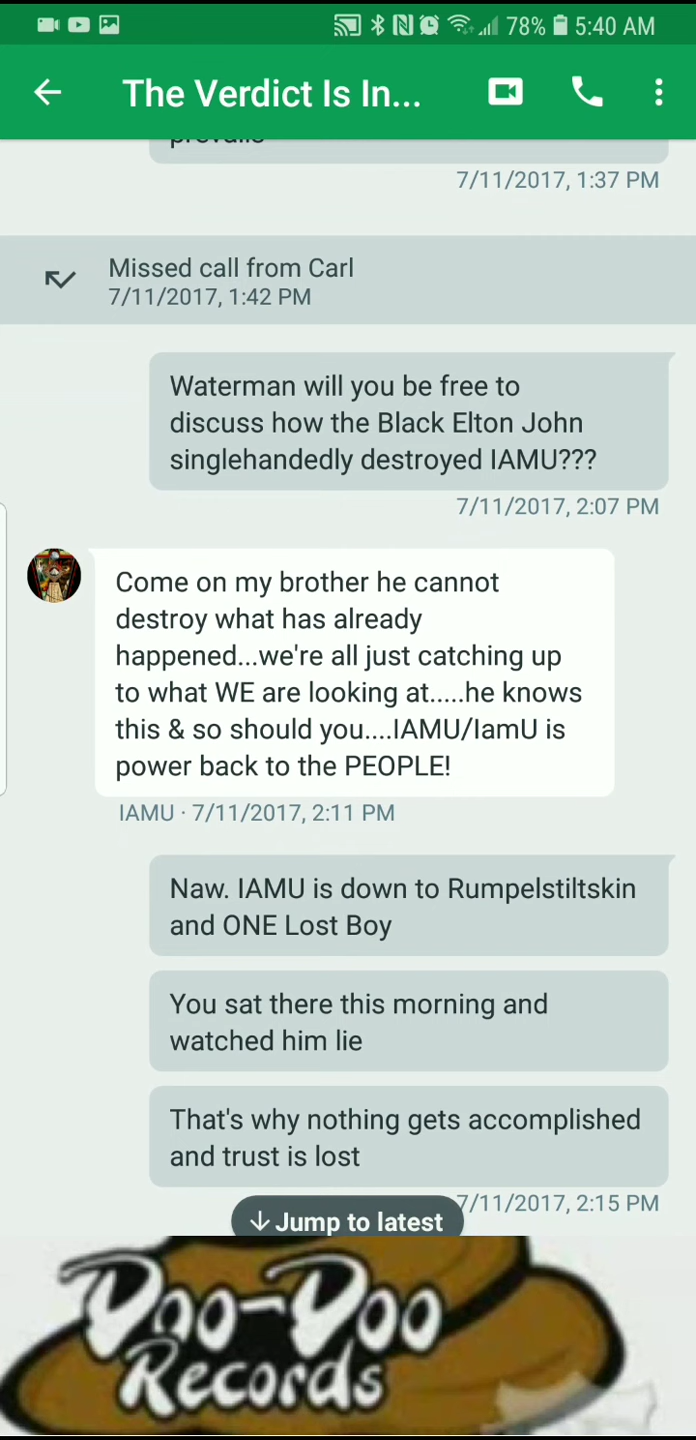 78% 5:40 AM
The Verdict Is In...
prevails
7/11/2017, 1:37 PM
Missed call from Carl
7/11/2017, 1:42 PM
Waterman will you be free to
discuss how the Black Elton John
singlehandedly destroyed IAMU???
7/11/2017, 2:07 PM
Come on my brother he cannot
destroy what has already
happened...we're all just catching up
to what WE are looking at.....he knows
this & so should you....IAMU/IamU is
power back to the PEOPLE!
IAMU · 7/11/2017, 2:11 PM
Naw. IAMU is down to Rumpelstiltskin
and ONE Lost Boy
You sat there this morning and
watched him lie
That's why nothing gets accomplished
and trust is lost
7/11/2017, 2:15 PM
↓ Jump to latest
Doo-Doo
Records